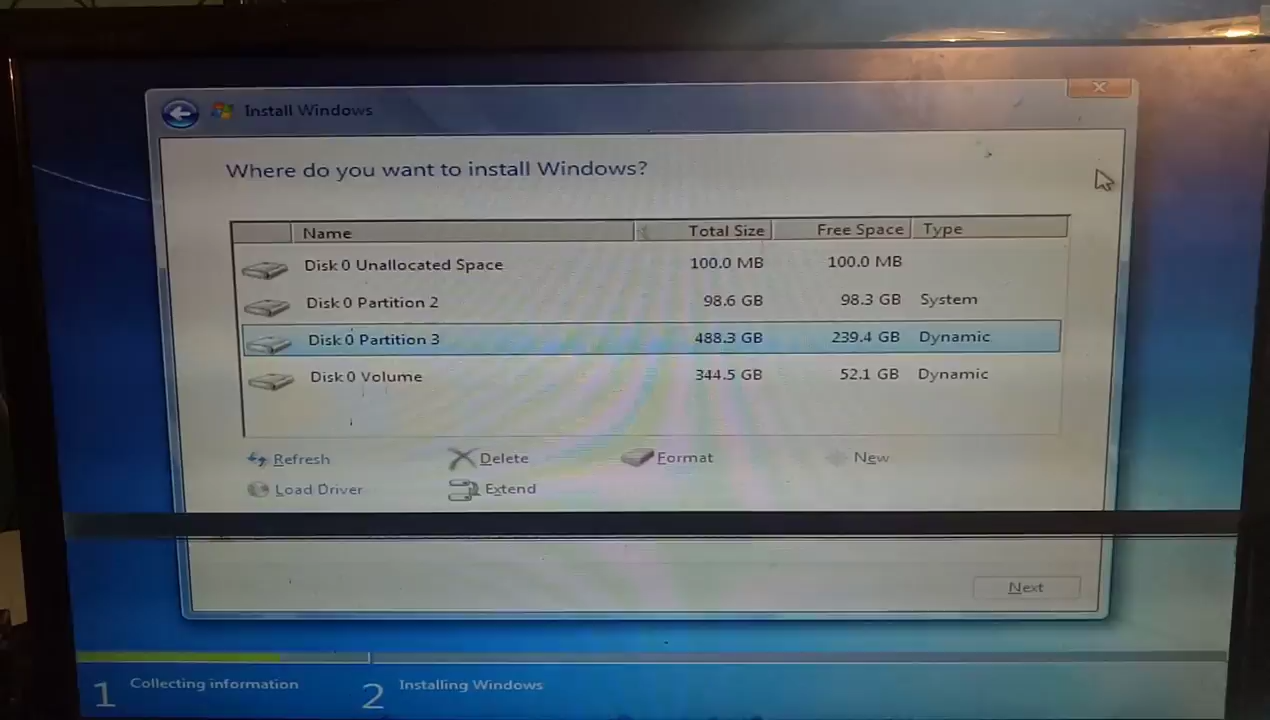 Install Windows
Where do you want to install Windows?
Name Total Size Free Space Type
Disk 0 Unallocated Space 100.0 MB 100.0 MB
Disk 0 Partition 2 98.6 GB 98.3 GB System
Disk 0 Partition 3 488.3 GB 239.4 GB Dynamic
Disk 0 Volume 344.5 GB 52.1 GB Dynamic
Refresh Delete Format New
Load Driver Extend
Next
1 Collecting information 2 Installing Windows